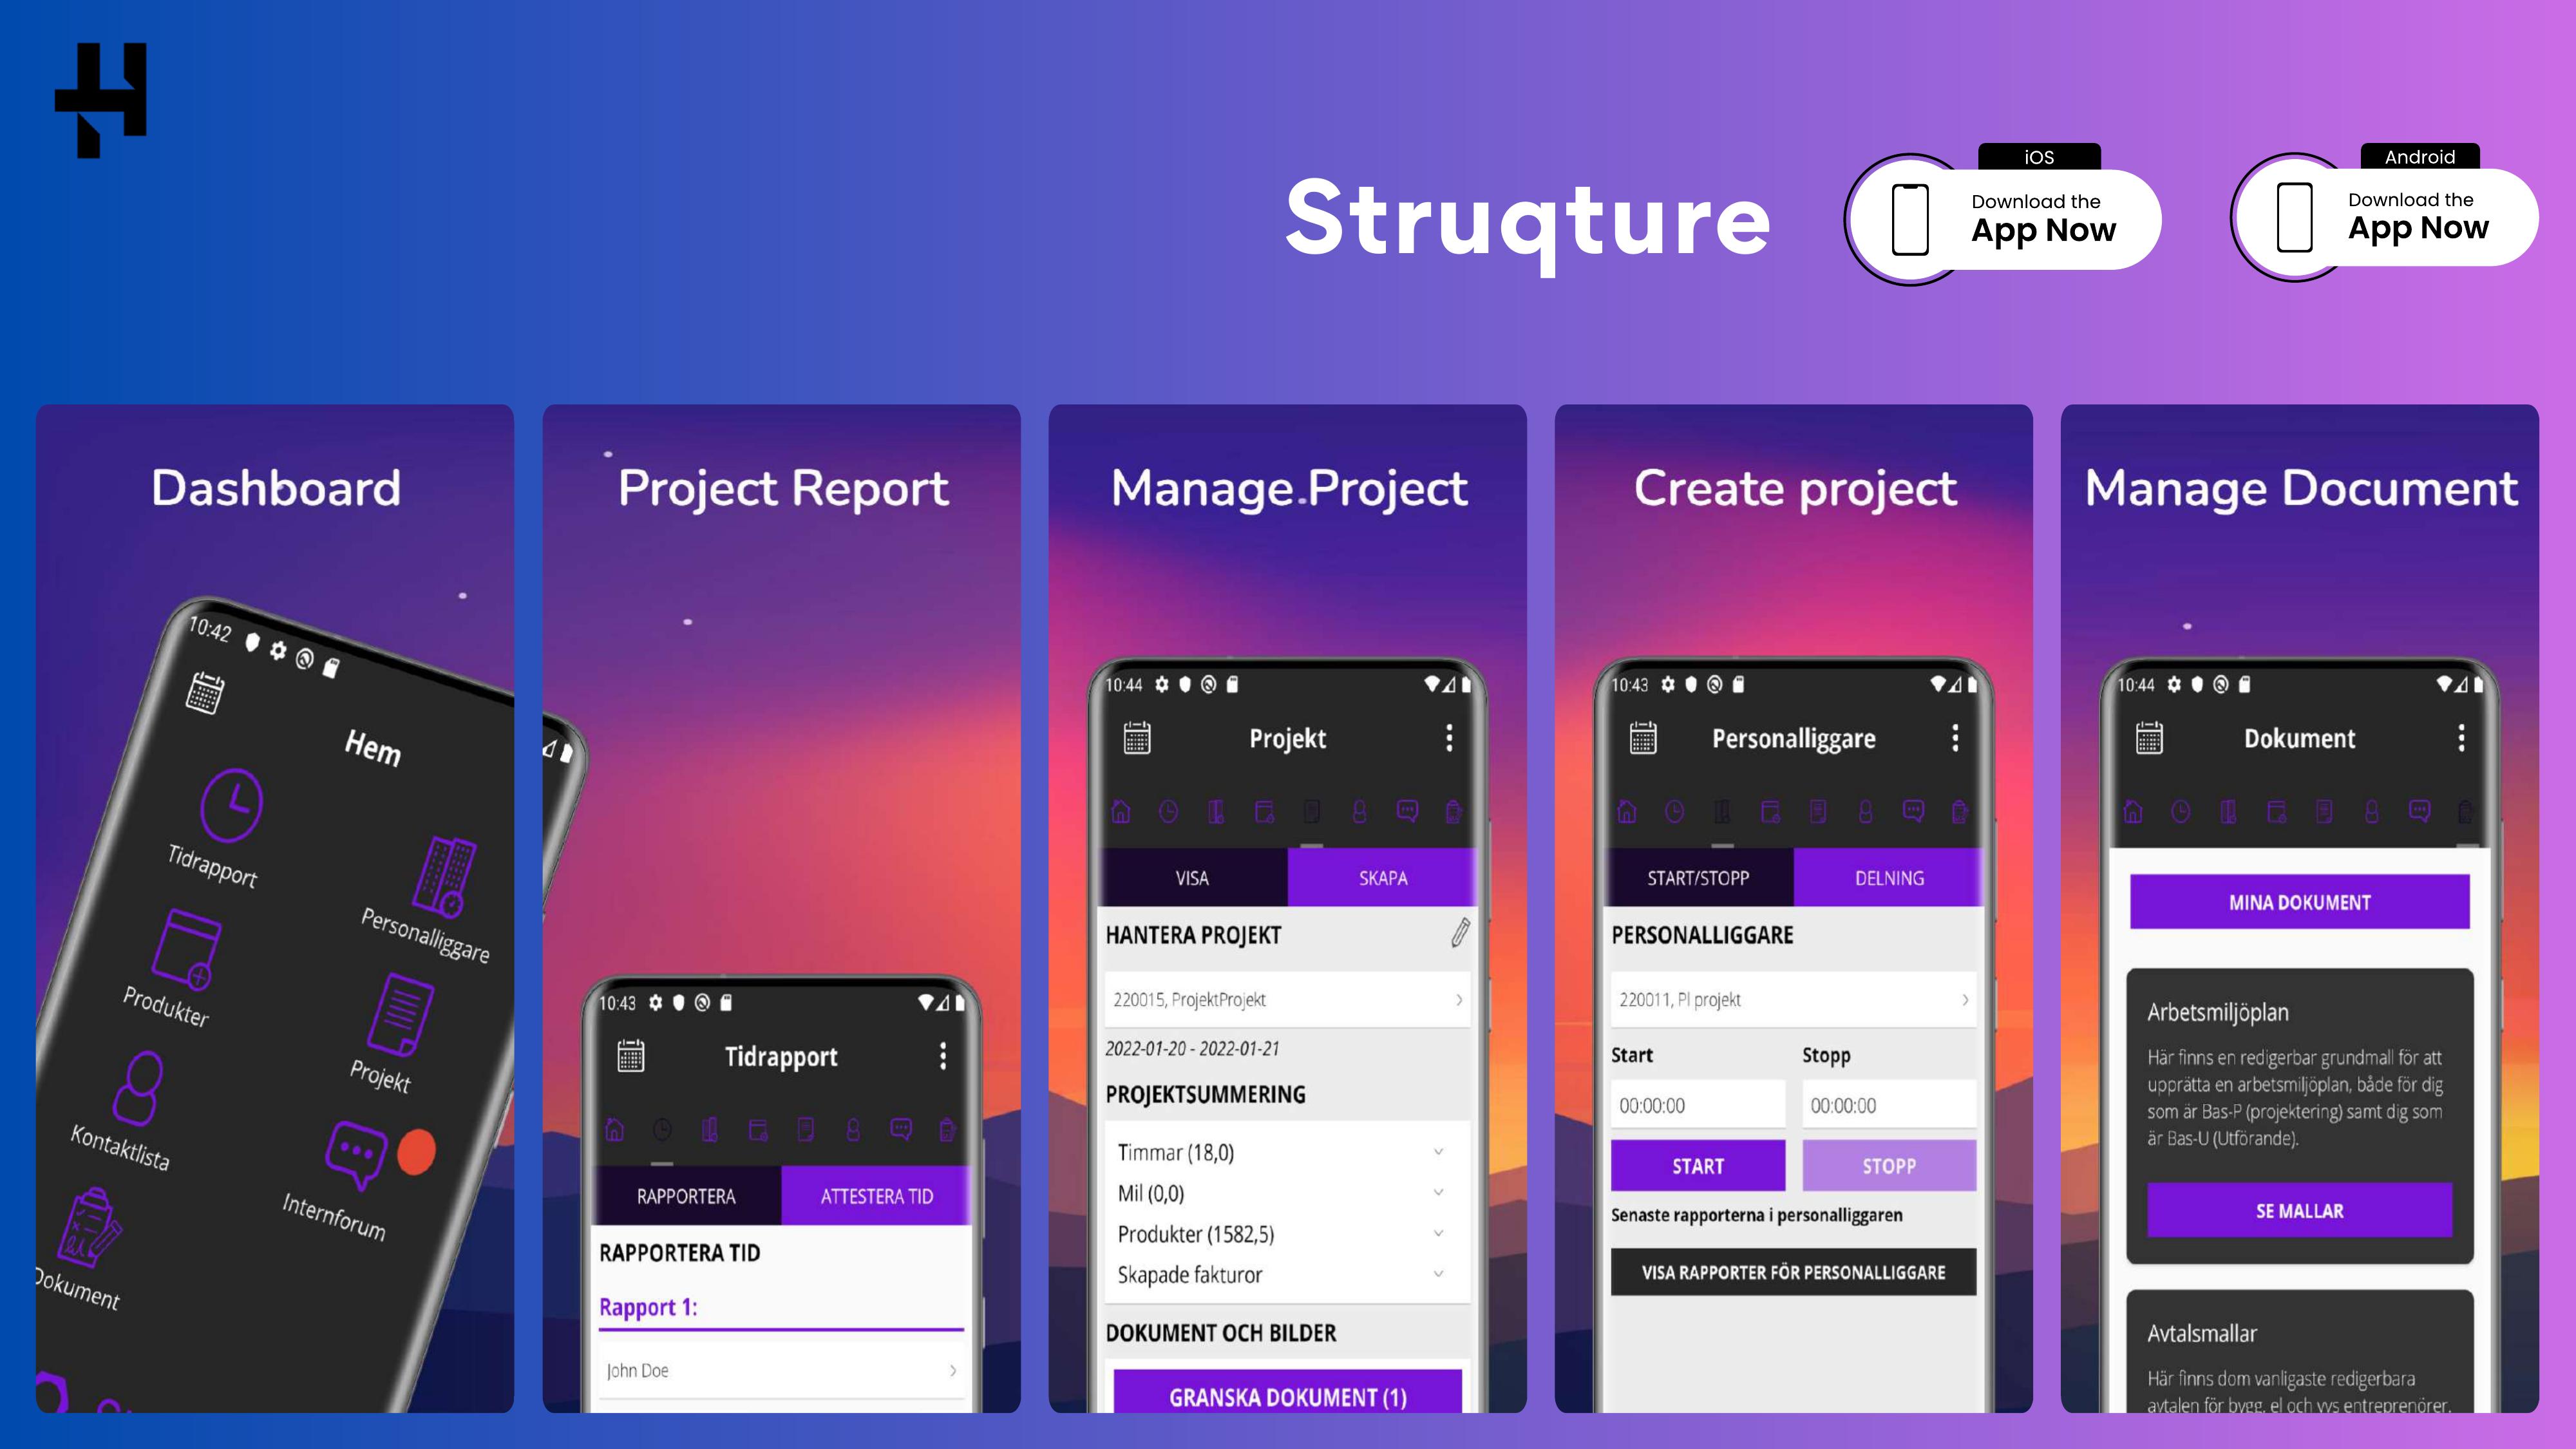 Struqture
iOS
Download the
App Now
Android
Download the
App Now
Dashboard
10:42
Hem
Tidrapport
Personalliggare
Produkter
Projekt
Kontaktlista
Internforum
Dokument
Project Report
10:43
Tidrapport
RAPPORTERA
ATTESTERA TID
RAPPORTERA TID
Rapport 1:
John Doe
Manage Project
10:44
Projekt
VISA
SKAPA
HANTERA PROJEKT
220015, ProjektProjekt
2022-01-20 - 2022-01-21
PROJEKTSUMMERING
Timmar (18,0)
Mil (0,0)
Produkter (1582,5)
Skapade fakturor
DOKUMENT OCH BILDER
GRANSKA DOKUMENT (1)
Create project
10:43
Personalliggare
START/STOPP
DELNING
PERSONALLIGGARE
220011, Pl projekt
Start
Stopp
00:00:00
00:00:00
START
STOPP
Senaste rapporterna i personalliggaren
VISA RAPPORTER FÖR PERSONALLIGGARE
Manage Document
10:44
Dokument
MINA DOKUMENT
Arbetsmiljöplan
Här finns en redigerbar grundmall för att
upprätta en arbetsmiljöplan, både för dig
som är Bas-P (projektering) samt dig som
är Bas-U (Utförande).
SE MALLAR
Avtalsmallar
Här finns dom vanligaste redigerbara
avtalen för bygg, el och vvs entreprenörer.